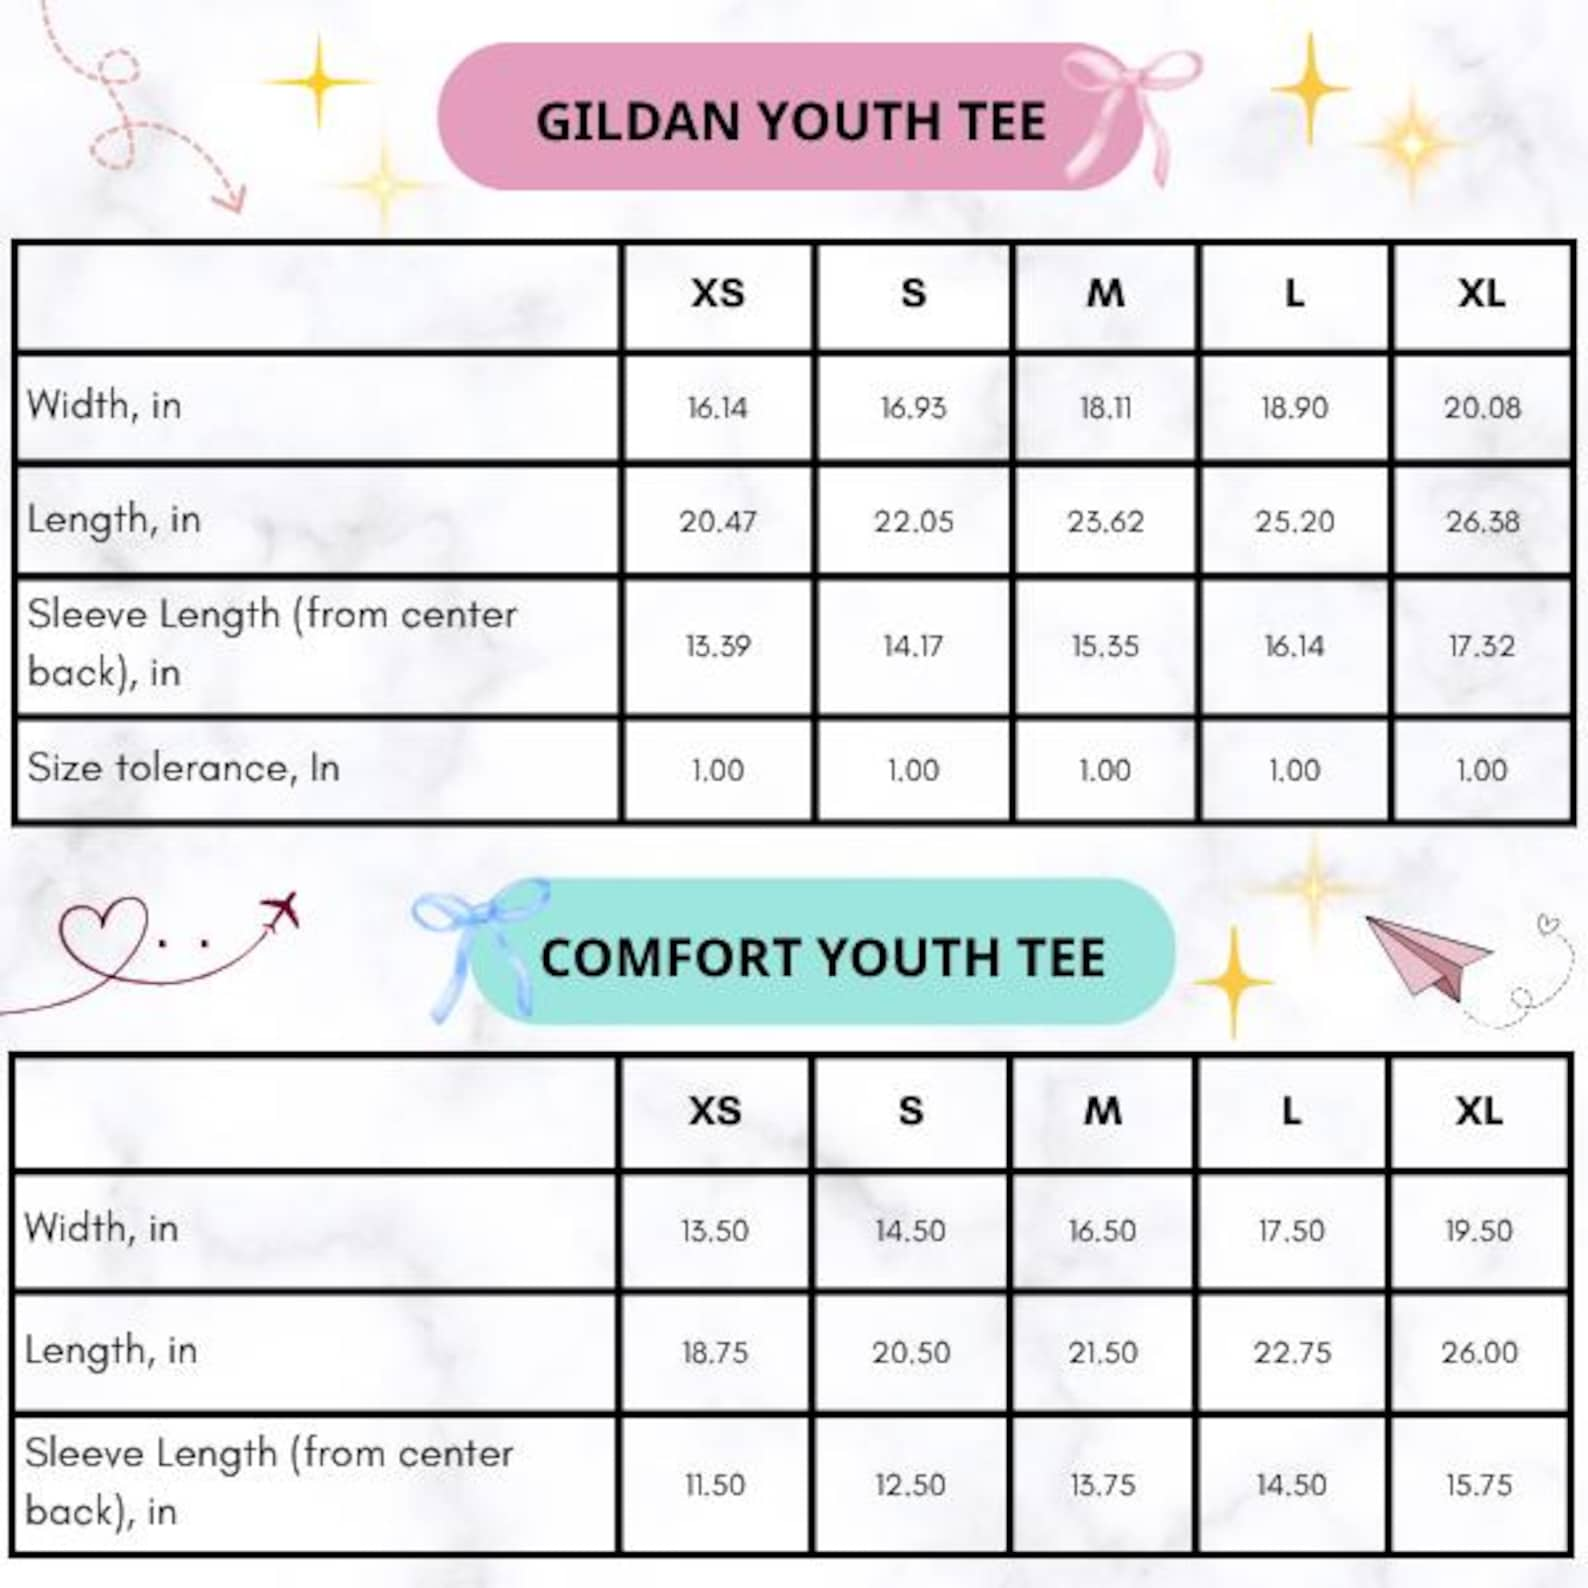 GILDAN YOUTH TEE
XS S M L XL
Width, in 16.14 16.93 18.11 18.90 20.08
Length, in 20.47 22.05 23.62 25.20 26.38
Sleeve Length (from center
back), in 13.39 14.17 15.35 16.14 17.32
Size tolerance, In 1.00 1.00 1.00 1.00 1.00
COMFORT YOUTH TEE
XS S M L XL
Width, in 13.50 14.50 16.50 17.50 19.50
Length, in 18.75 20.50 21.50 22.75 26.00
Sleeve Length (from center
back), in 11.50 12.50 13.75 14.50 15.75